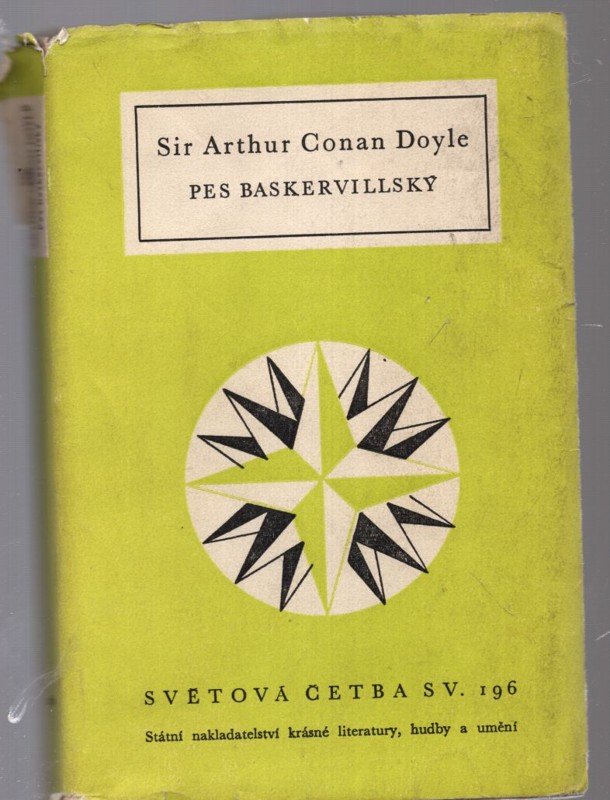 Sir Arthur Conan Doyle
PES BASKERVILLSKÝ
SVĚTOVÁ ČETBA SV. 196
Státní nakladatelství krásné literatury, hudby a umění